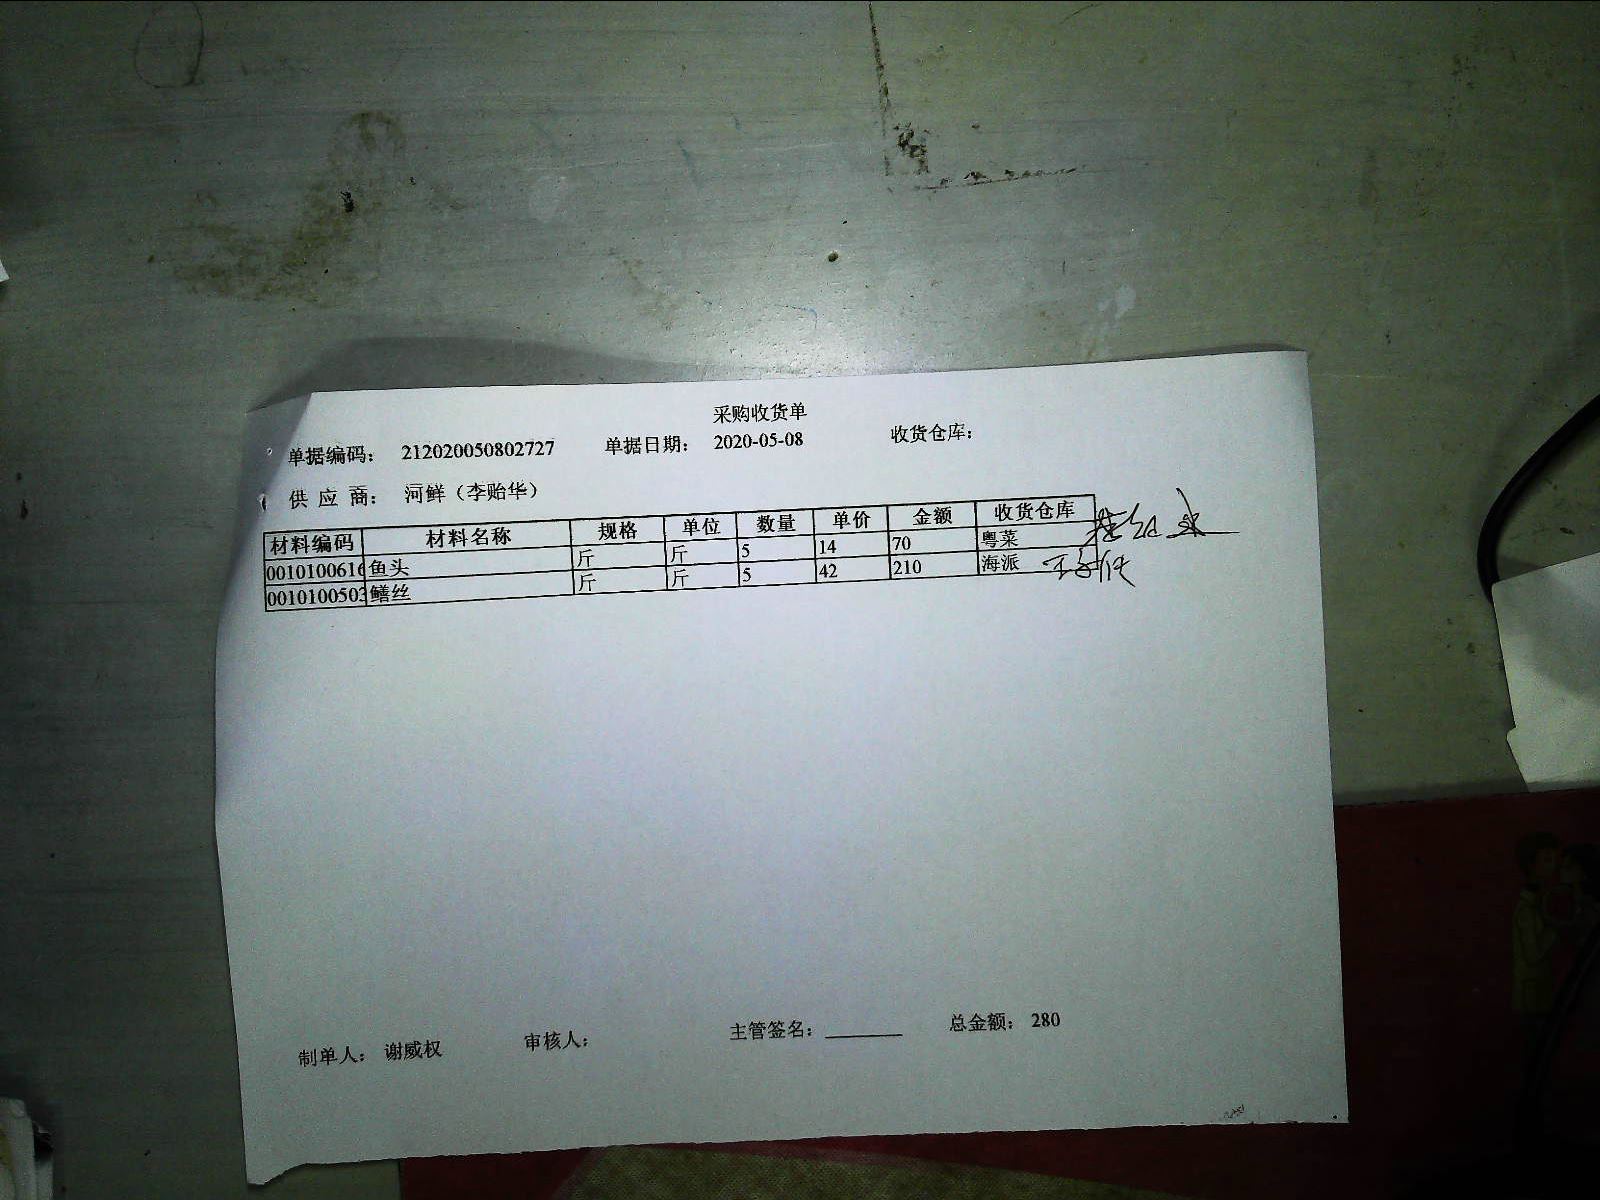 采购收货单
单据编码： 212020050802727 单据日期： 2020-05-08 收货仓库：
供 应 商： 河鲜（李贻华）
材料编码 材料名称 规格 单位 数量 单价 金额 收货仓库
0010100616 鱼头 斤 斤 5 14 70 粤菜
0010100503 鳝丝 斤 斤 5 42 210 海派
制单人： 谢威权 审核人： 主管签名： 总金额： 280